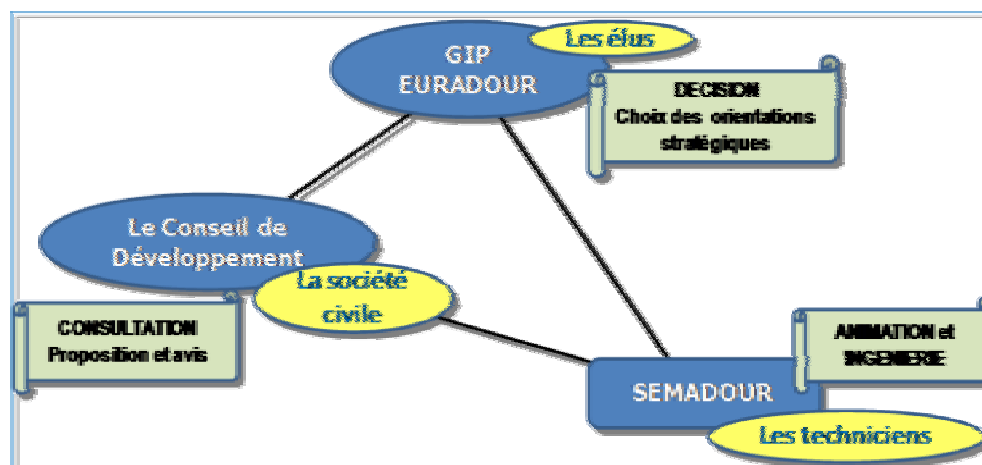 Les élus
GIP
EURADOUR
DECISION
Choix des orientations
stratégiques
Le Conseil de
Développement
La société
civile
CONSULTATION
Proposition et avis
ANIMATION et
INGENIERIE
SEMADOUR
Les techniciens